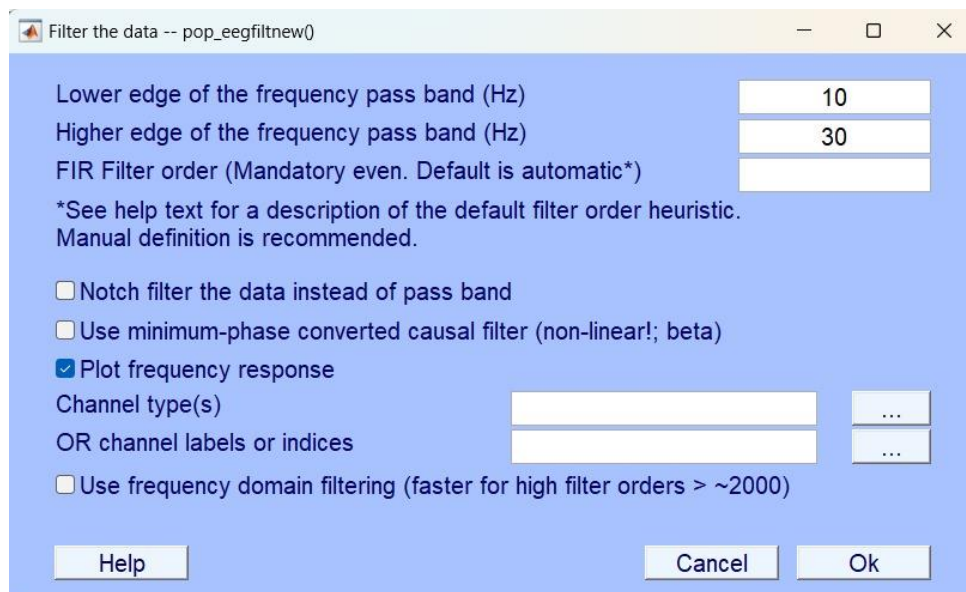 Filter the data -- pop_eegfiltnew()
Lower edge of the frequency pass band (Hz) 10
Higher edge of the frequency pass band (Hz) 30
FIR Filter order (Mandatory even. Default is automatic*)
*See help text for a description of the default filter order heuristic.
Manual definition is recommended.
Notch filter the data instead of pass band
Use minimum-phase converted causal filter (non-linear!; beta)
Plot frequency response
Channel type(s) ...
OR channel labels or indices ...
Use frequency domain filtering (faster for high filter orders > ~2000)
Help Cancel Ok